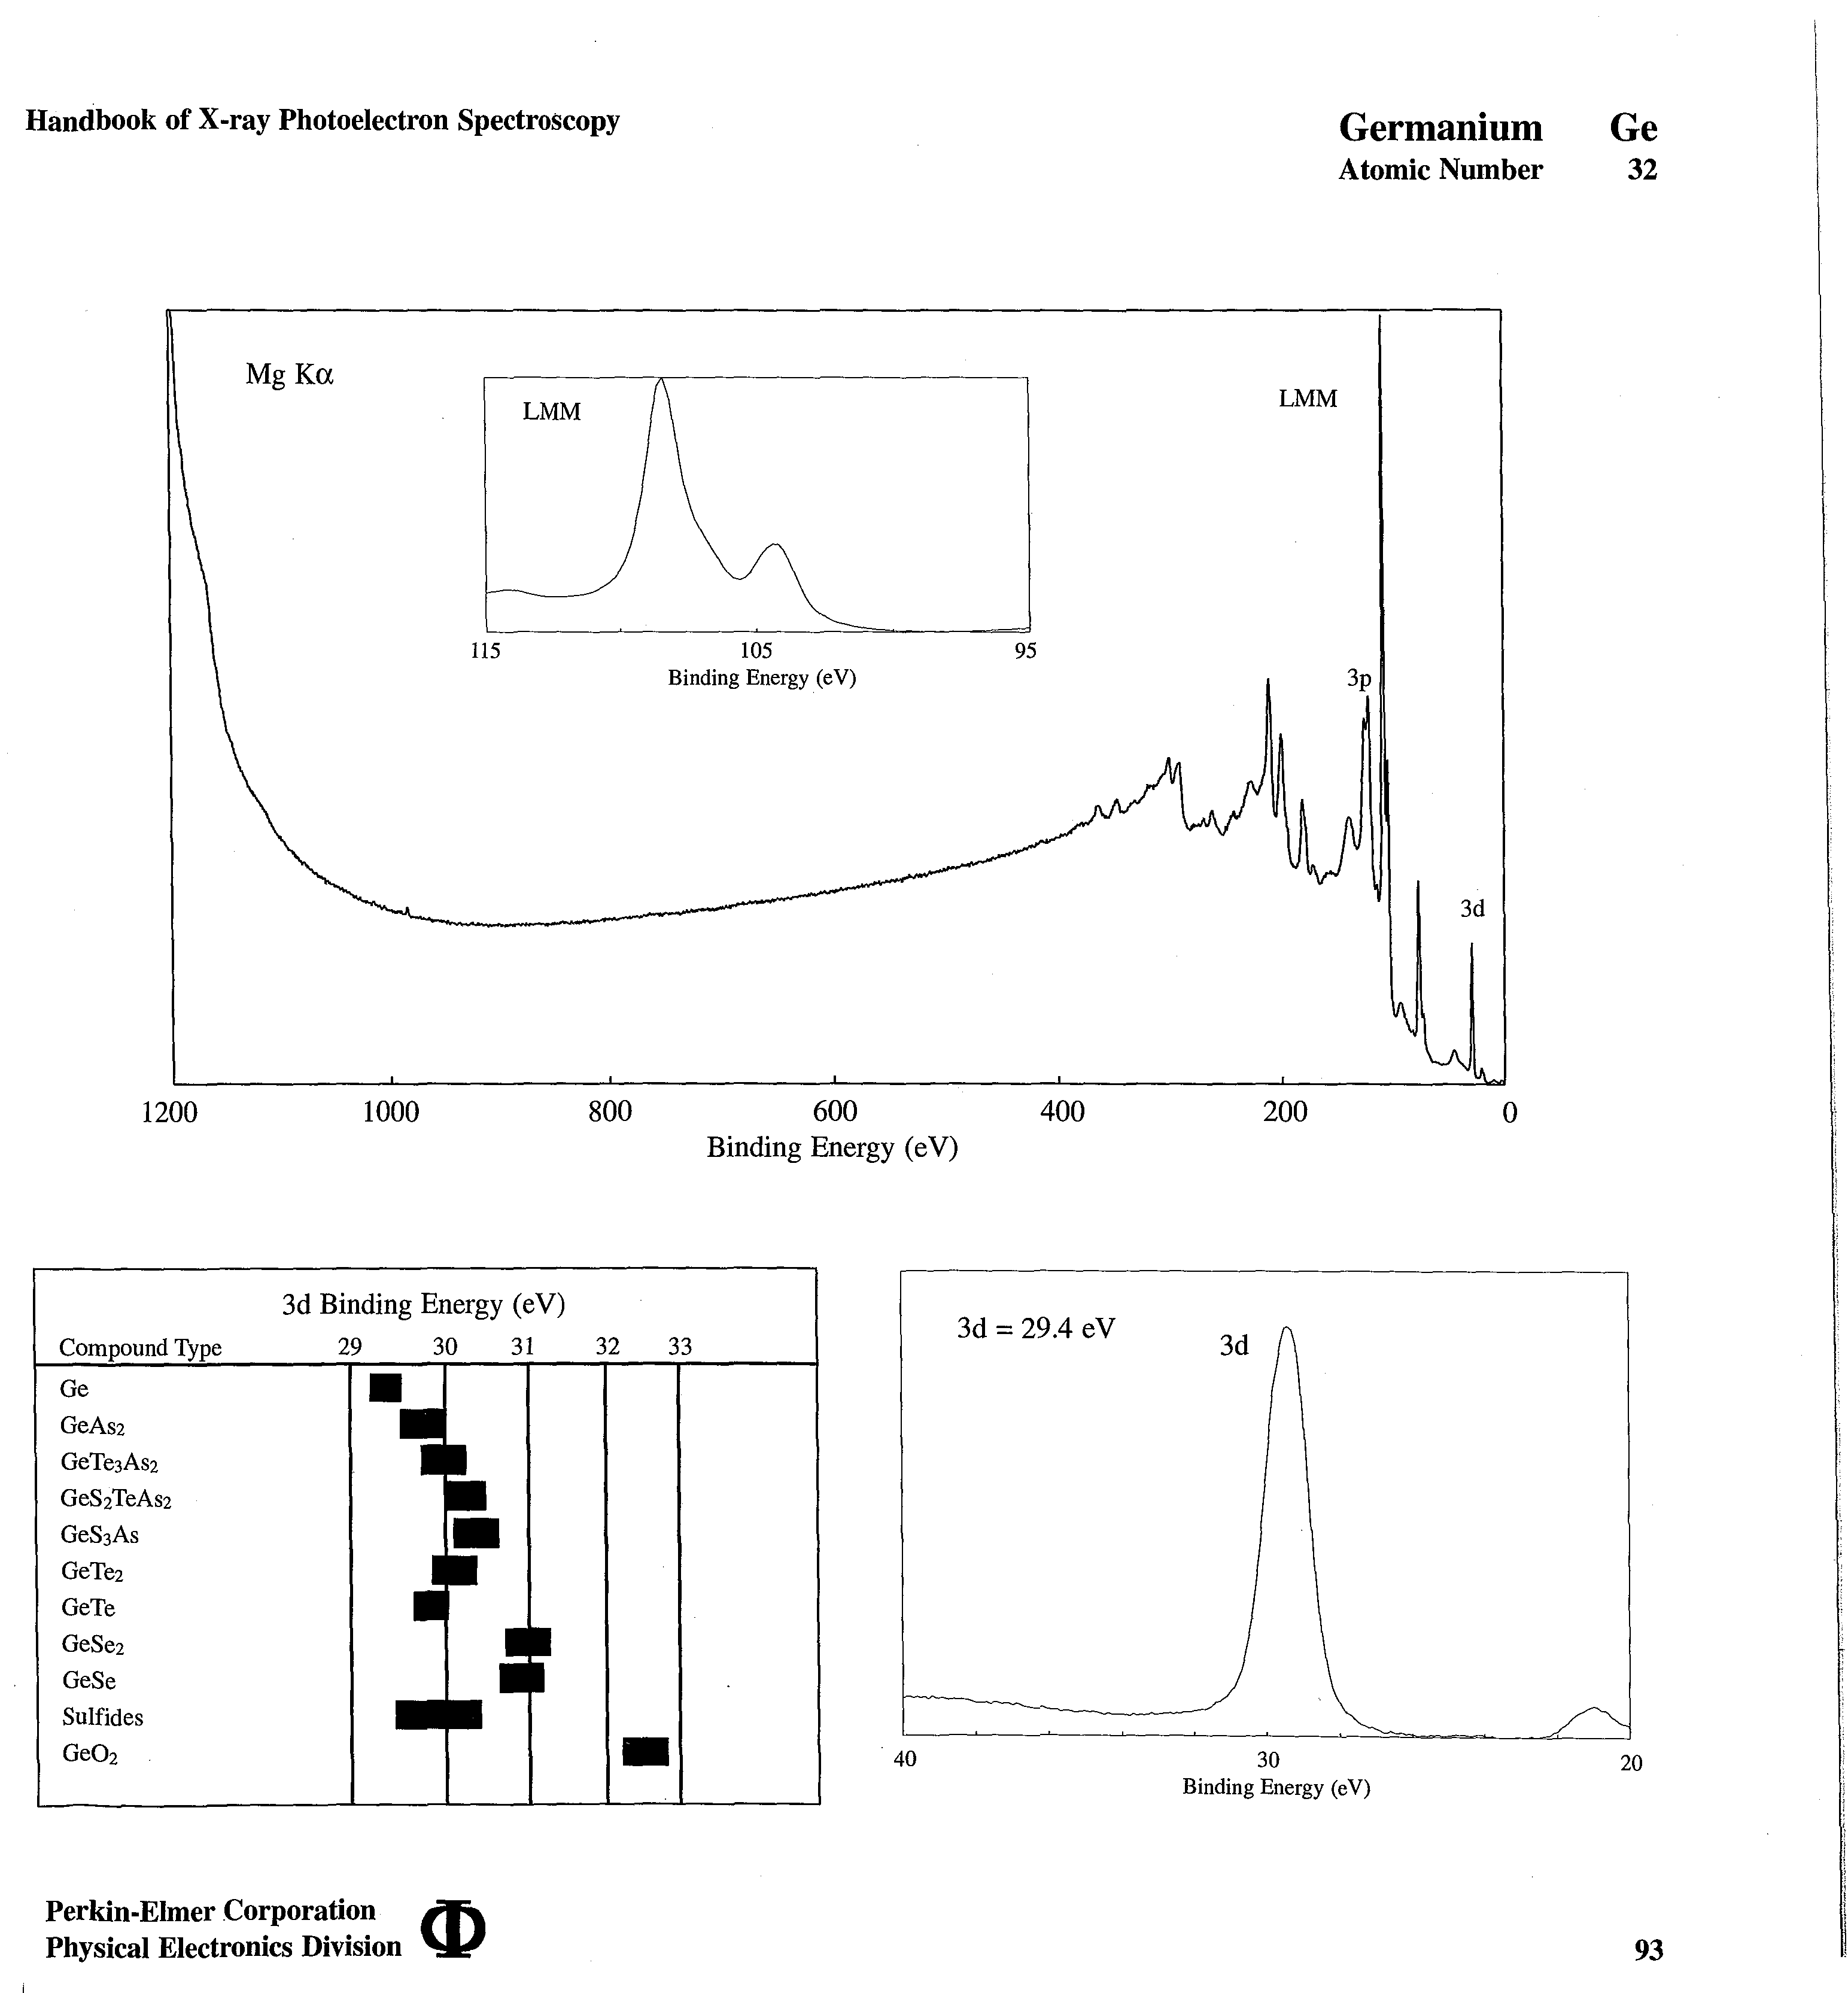 Handbook of X-ray Photoelectron Spectroscopy
Germanium Ge
Atomic Number 32
Mg Kα
LMM
115 105 95
Binding Energy (eV)
LMM
3p
3d
1200 1000 800 600 400 200 0
Binding Energy (eV)
3d Binding Energy (eV)
Compound Type 29 30 31 32 33
Ge
GeAs2
GeTe3As2
GeS2TeAs2
GeS3As
GeTe2
GeTe
GeSe2
GeSe
Sulfides
GeO2
3d = 29.4 eV
3d
40 30 20
Binding Energy (eV)
Perkin-Elmer Corporation
Physical Electronics Division Φ
93